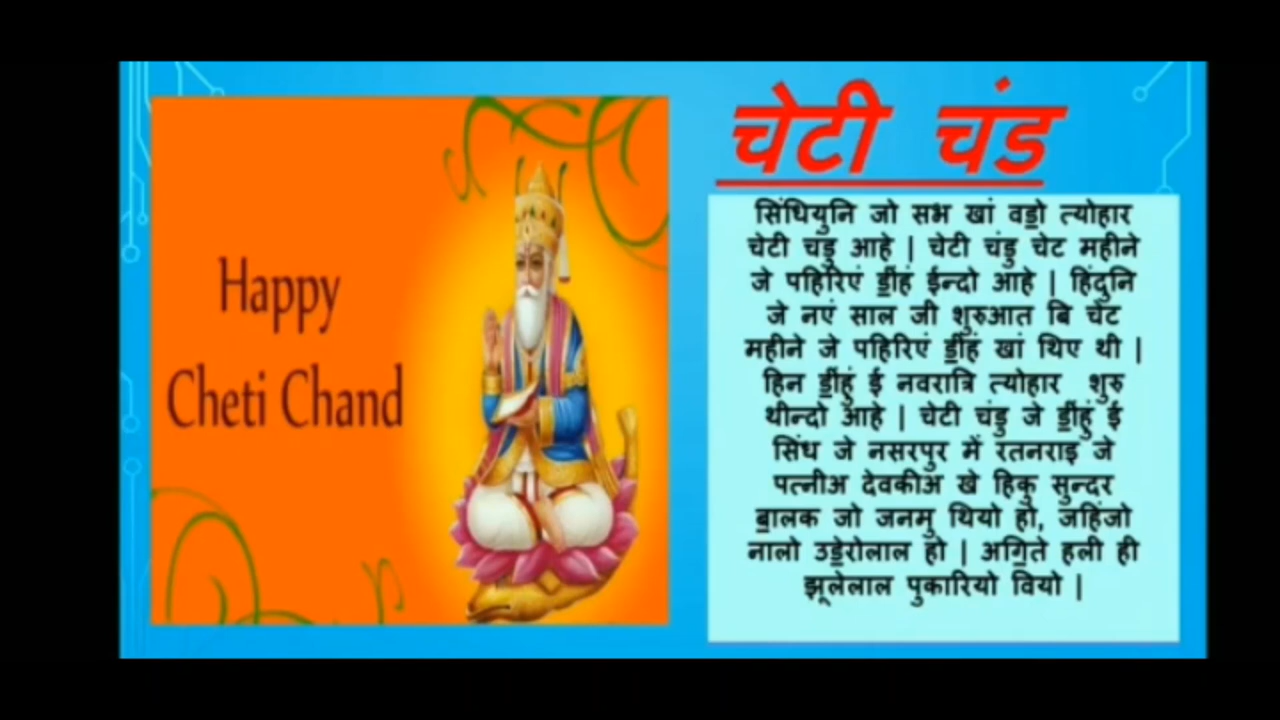 Happy
Cheti Chand
चेटी चंड
सिंधियुनि जो सभ खां वड॒ो त्योहार
चेटी चंडु आहे |  चेटी चंडु चेट महीने
जे पहिरिएं ड॒ींहं ईन्दो आहे | हिंदुनि
जे नएं साल जी शुरुआत बि चेट
महीने जे पहिरिएं ड॒ींहं खां थिए थी |
हिन ड॒ींहुं ई नवरात्रि त्योहार शुरु
थीन्दो आहे | चेटी चंडु जे ड॒ींहुं ई
सिंध जे नसरपुर में रतनराइ जे
पत्नीअ देवकीअ खे हिकु सुन्दर
ब॒ालक जो जनमु थियो हो, जहिंजो
नालो उड॒ेरोलाल हो | अगि॒ते हली ही
झूलेलाल पुकारियो वियो |